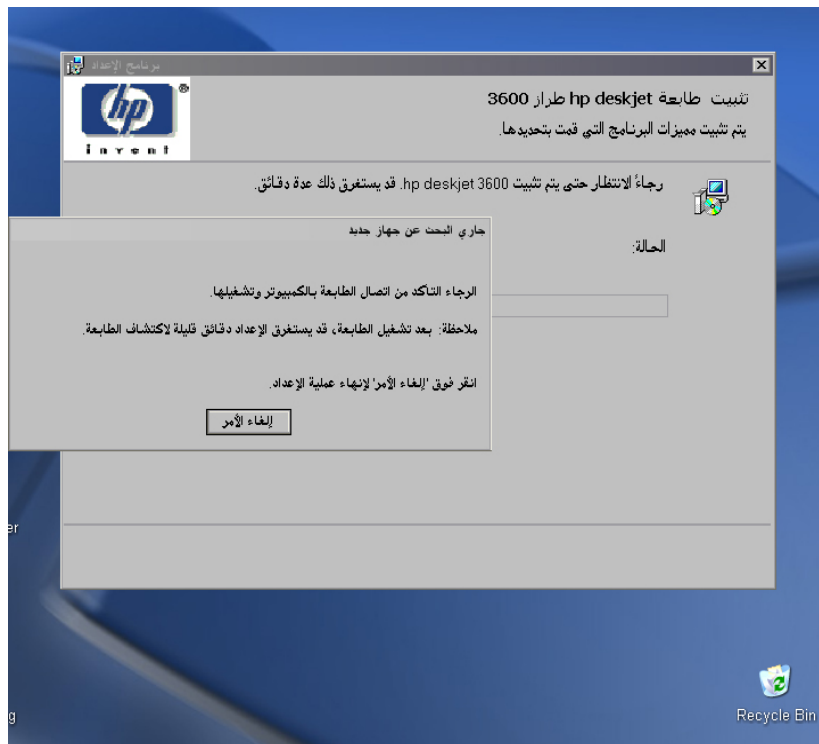 برنامج الإعداد
hp
®
invent
تثبيت طابعة hp deskjet طراز 3600
يتم تثبيت مميزات البرنامج التي قمت بتحديدها.
رجاءً الانتظار حتى يتم تثبيت hp deskjet 3600. قد يستغرق ذلك عدة دقائق.
الحالة:
جاري البحث عن جهاز جديد
الرجاء التأكد من اتصال الطابعة بالكمبيوتر وتشغيلها.
ملاحظة: بعد تشغيل الطابعة، قد يستغرق الإعداد دقائق قليلة لاكتشاف الطابعة.
انقر فوق 'إلغاء الأمر' لإنهاء عملية الإعداد.
إلغاء الأمر
er
g
Recycle Bin